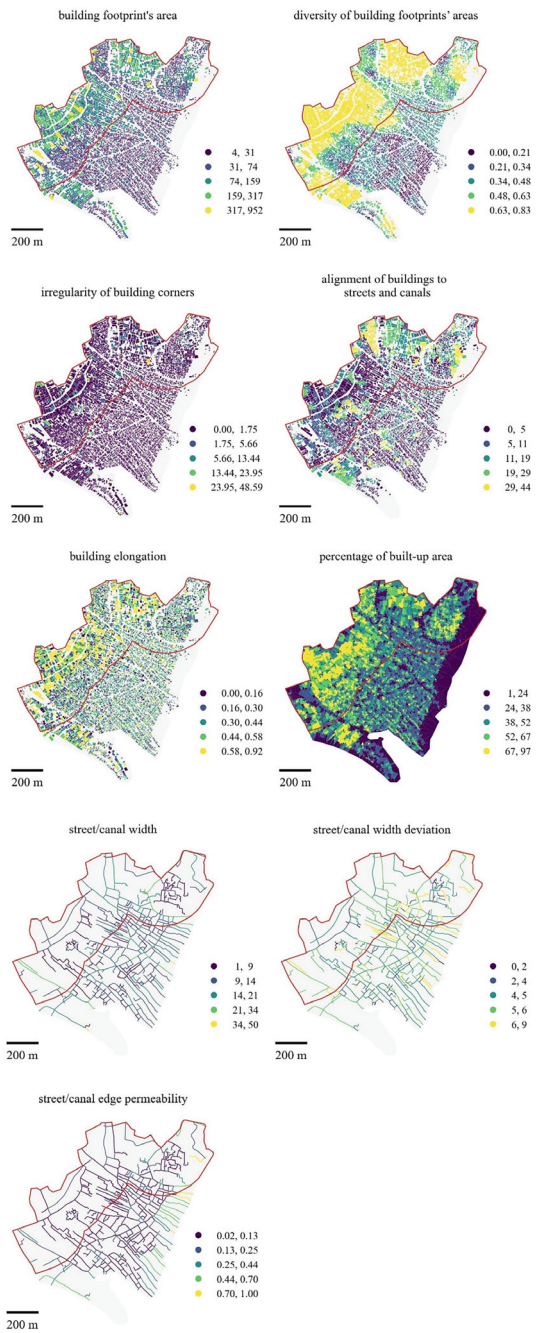 building footprint's area
diversity of building footprints’ areas
4, 31
31, 74
74, 159
159, 317
317, 952
200 m
0.00, 0.21
0.21, 0.34
0.34, 0.48
0.48, 0.63
0.63, 0.83
200 m
irregularity of building corners
alignment of buildings to
streets and canals
0.00, 1.75
1.75, 5.66
5.66, 13.44
13.44, 23.95
23.95, 48.59
200 m
0, 5
5, 11
11, 19
19, 29
29, 44
200 m
building elongation
percentage of built-up area
0.00, 0.16
0.16, 0.30
0.30, 0.44
0.44, 0.58
0.58, 0.92
200 m
1, 24
24, 38
38, 52
52, 67
67, 97
200 m
street/canal width
street/canal width deviation
1, 9
9, 14
14, 21
21, 34
34, 50
200 m
0, 2
2, 4
4, 5
5, 6
6, 9
200 m
street/canal edge permeability
0.02, 0.13
0.13, 0.25
0.25, 0.44
0.44, 0.70
0.70, 1.00
200 m